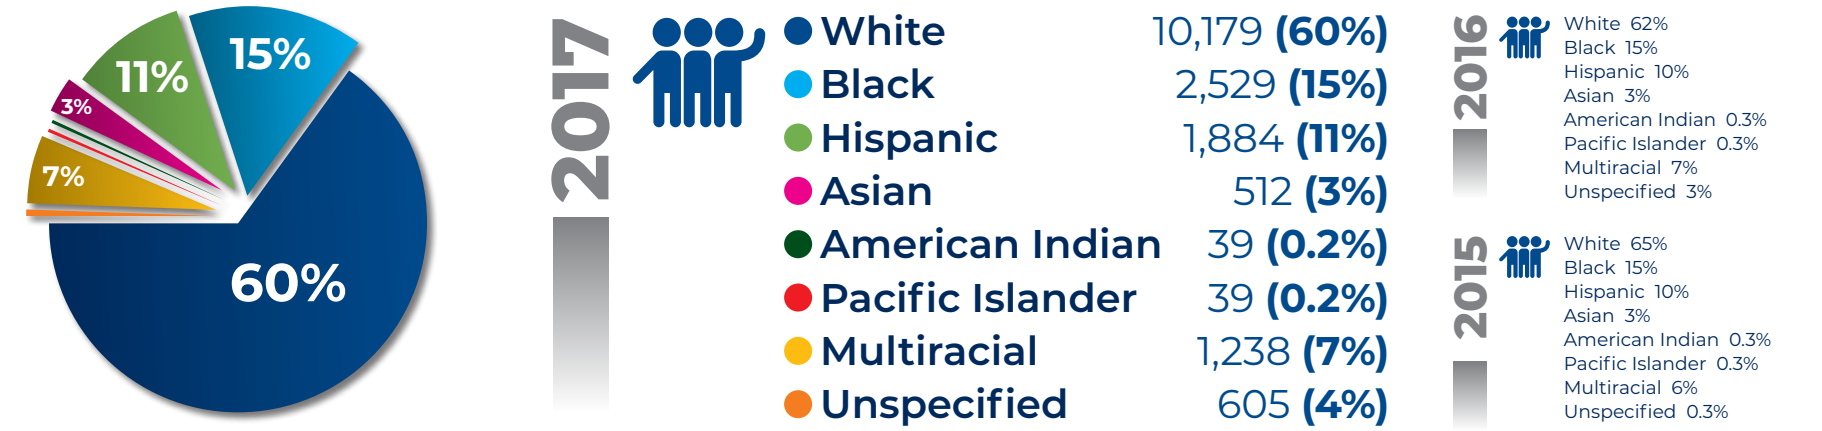 15%
11%
3%
7%
60%
2017
White 10,179 (60%)
Black 2,529 (15%)
Hispanic 1,884 (11%)
Asian 512 (3%)
American Indian 39 (0.2%)
Pacific Islander 39 (0.2%)
Multiracial 1,238 (7%)
Unspecified 605 (4%)
2016
White 62%
Black 15%
Hispanic 10%
Asian 3%
American Indian 0.3%
Pacific Islander 0.3%
Multiracial 7%
Unspecified 3%
2015
White 65%
Black 15%
Hispanic 10%
Asian 3%
American Indian 0.3%
Pacific Islander 0.3%
Multiracial 6%
Unspecified 0.3%